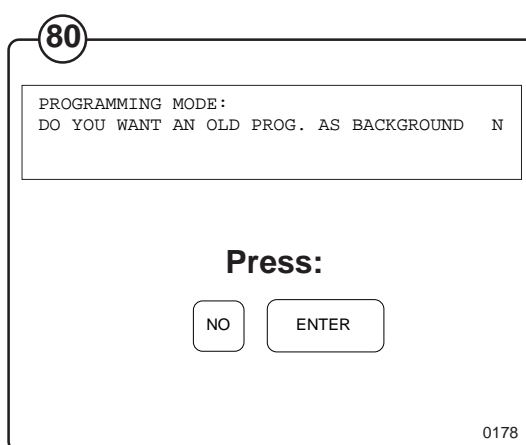 80
PROGRAMMING MODE:
DO YOU WANT AN OLD PROG. AS BACKGROUND N
Press:
NO ENTER
0178